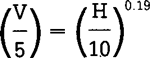 (V/5) = (H/10)^0.19